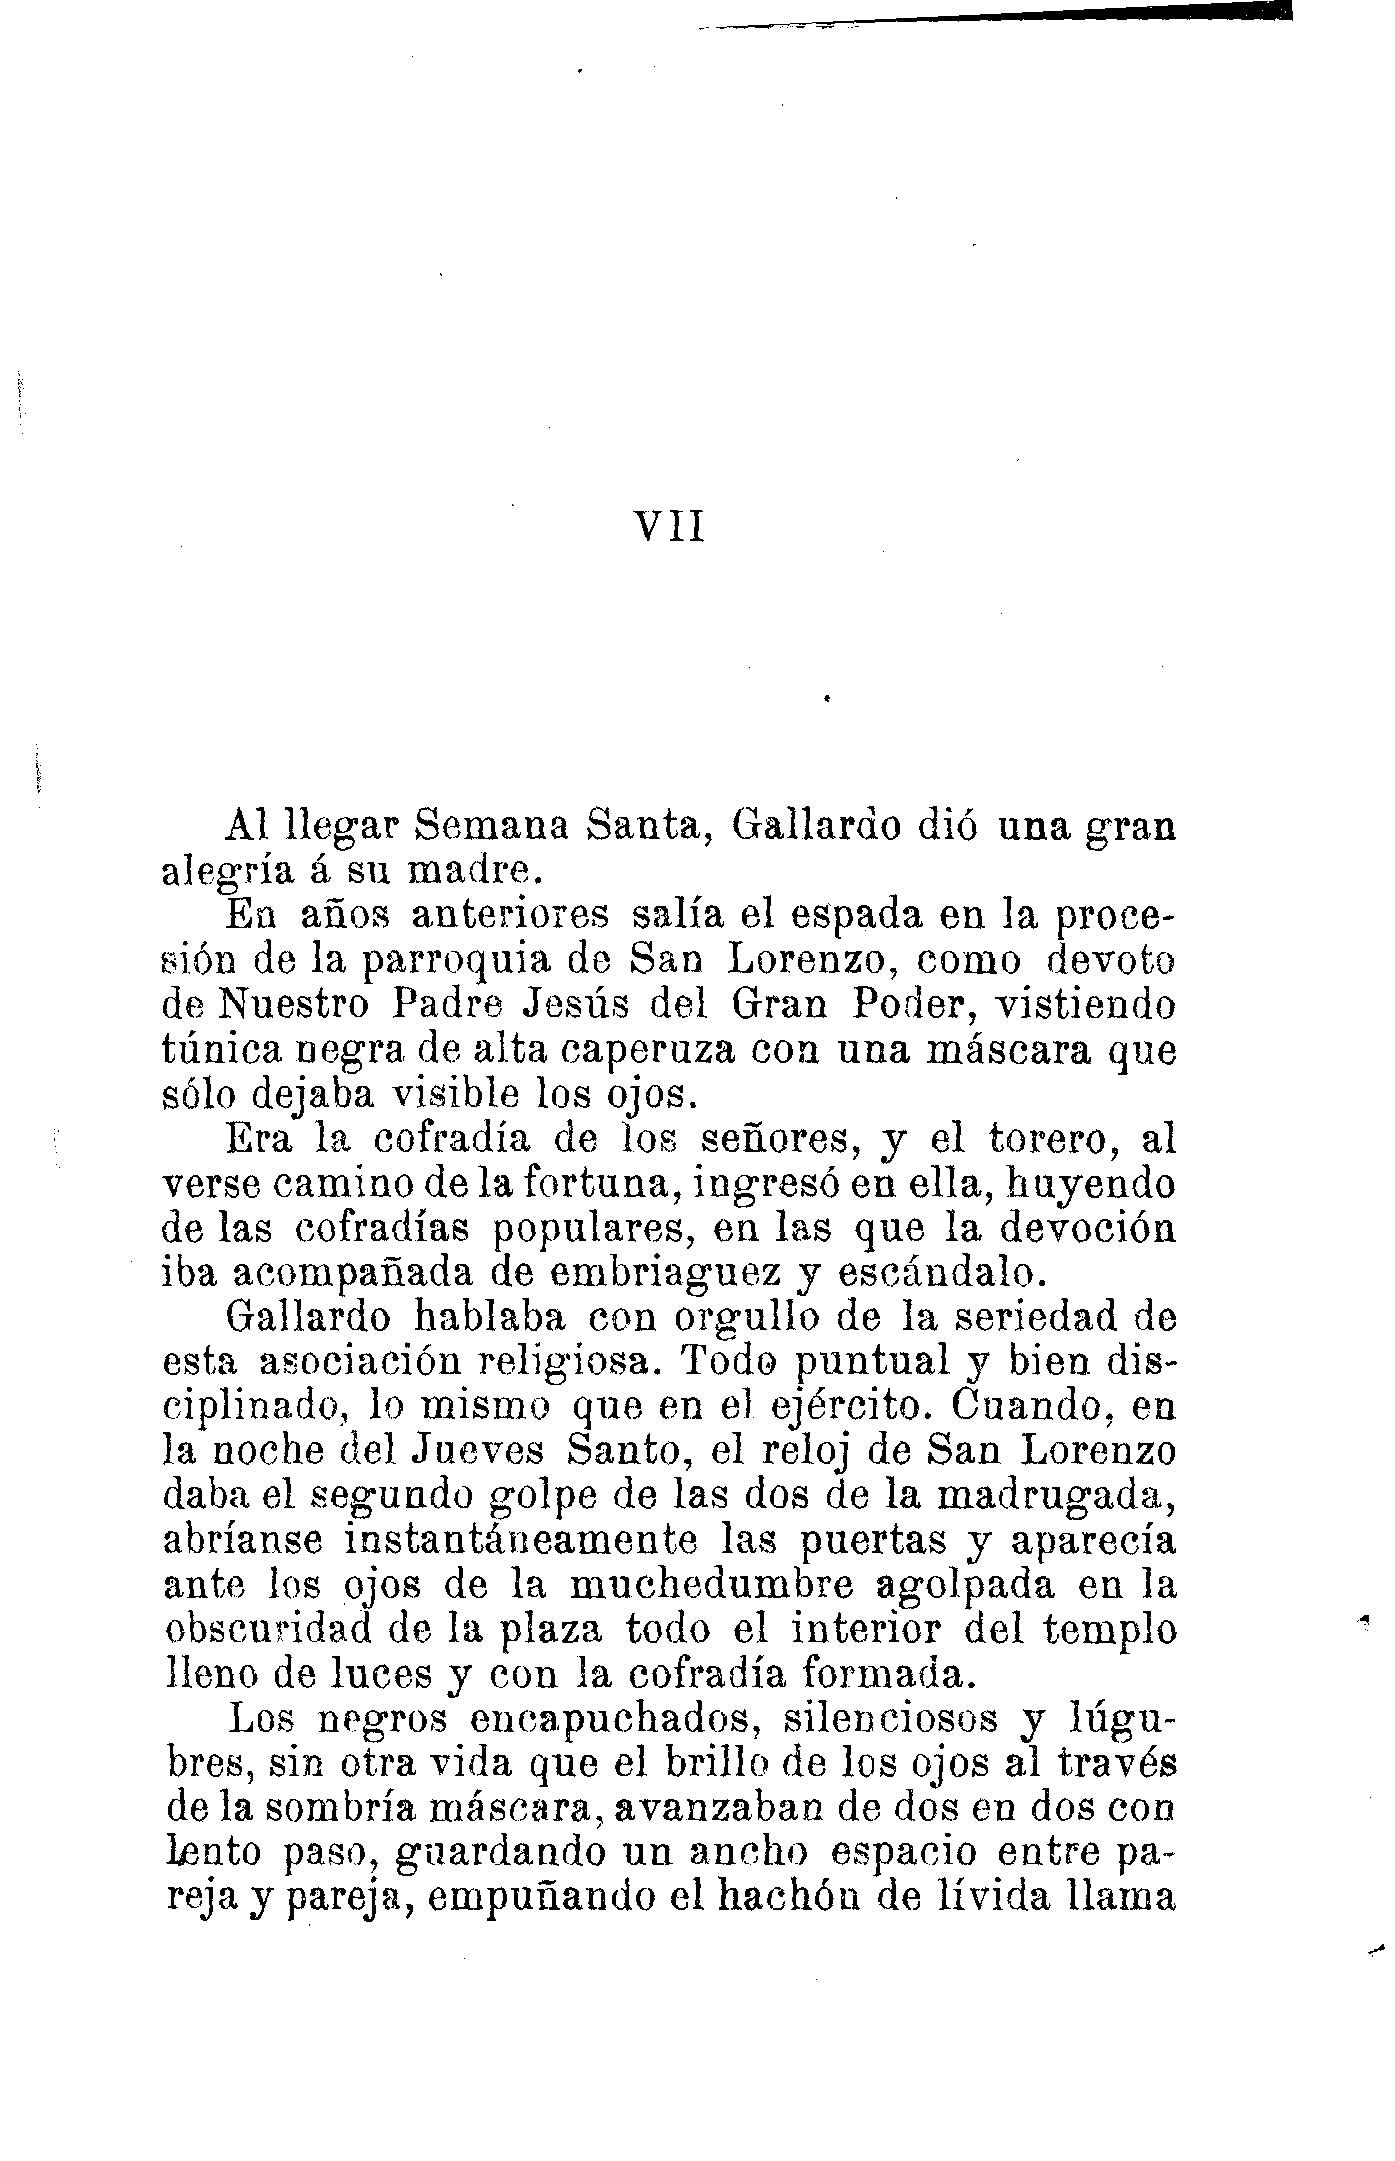 VII
Al llegar Semana Santa, Gallardo dió una gran
alegría á su madre.
En años anteriores salía el espada en la proce-
sión de la parroquia de San Lorenzo, como devoto
de Nuestro Padre Jesús del Gran Poder, vistiendo
túnica negra de alta caperuza con una máscara que
sólo dejaba visible los ojos.
Era la cofradía de los señores, y el torero, al
verse camino de la fortuna, ingresó en ella, huyendo
de las cofradías populares, en las que la devoción
iba acompañada de embriaguez y escándalo.
Gallardo hablaba con orgullo de la seriedad de
esta asociación religiosa. Todo puntual y bien dis-
ciplinado, lo mismo que en el ejército. Cuando, en
la noche del Jueves Santo, el reloj de San Lorenzo
daba el segundo golpe de las dos de la madrugada,
abríanse instantáneamente las puertas y aparecía
ante los ojos de la muchedumbre agolpada en la
obscuridad de la plaza todo el interior del templo
lleno de luces y con la cofradía formada.
Los negros encapuchados, silenciosos y lúgu-
bres, sin otra vida que el brillo de los ojos al través
de la sombría máscara, avanzaban de dos en dos con
lento paso, guardando un ancho espacio entre pa-
reja y pareja, empuñando el hachón de lívida llama